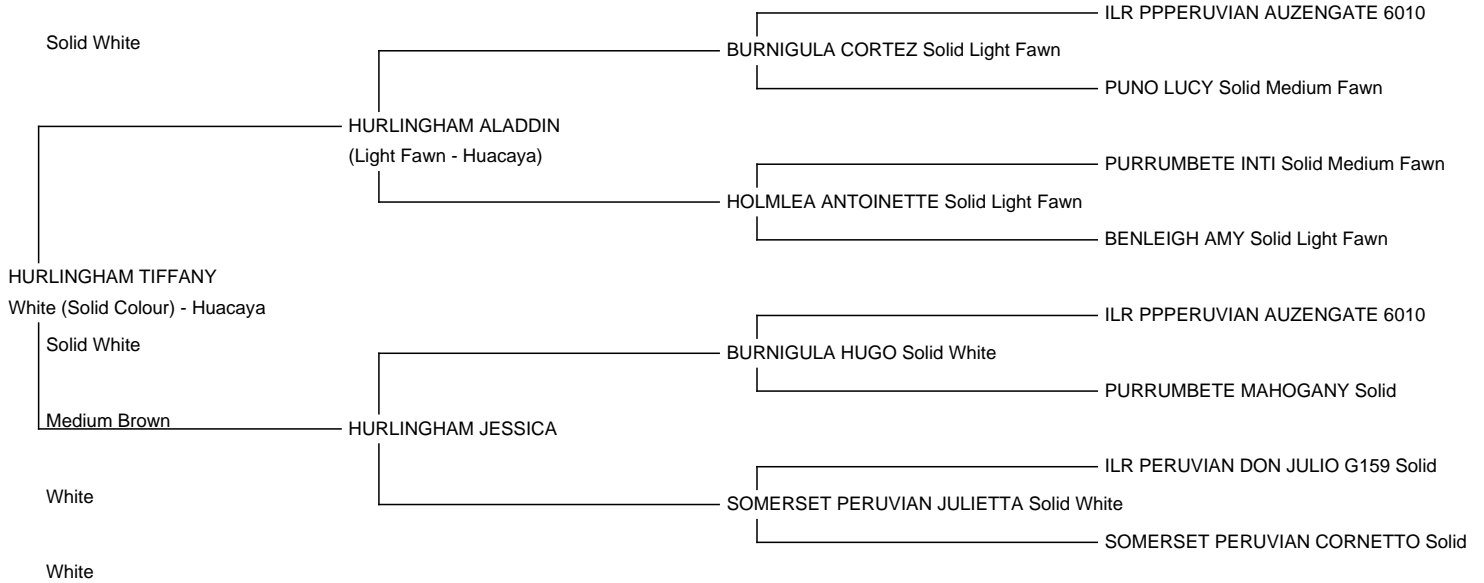 ILR PPPERUVIAN AUZENGATE 6010
Solid White
BURNIGULA CORTEZ Solid Light Fawn
PUNO LUCY Solid Medium Fawn
HURLINGHAM ALADDIN
(Light Fawn - Huacaya)
PURRUMBETE INTI Solid Medium Fawn
HOLMLEA ANTOINETTE Solid Light Fawn
BENLEIGH AMY Solid Light Fawn
HURLINGHAM TIFFANY
White (Solid Colour) - Huacaya
ILR PPPERUVIAN AUZENGATE 6010
Solid White
BURNIGULA HUGO Solid White
PURRUMBETE MAHOGANY Solid
Medium Brown
HURLINGHAM JESSICA
ILR PERUVIAN DON JULIO G159 Solid
White
SOMERSET PERUVIAN JULIETTA Solid White
SOMERSET PERUVIAN CORNETTO Solid
White